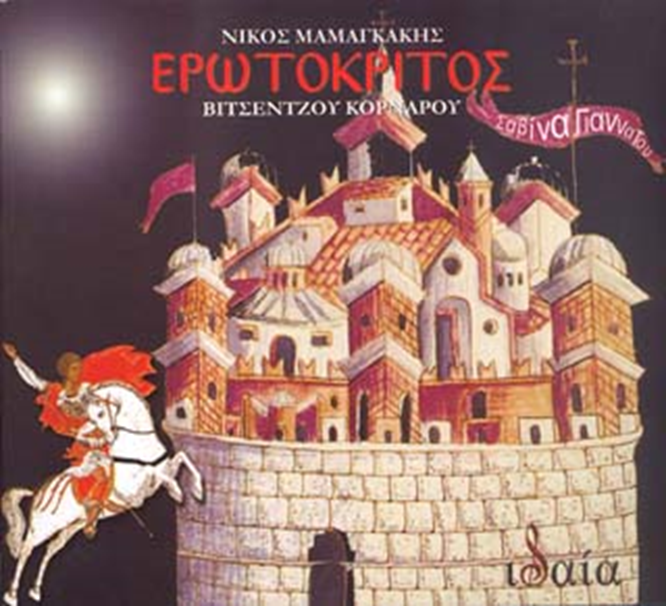 ΝΙΚΟΣ ΜΑΜΑΓΚΑΚΗΣ
ΕΡΩΤΟΚΡΙΤΟΣ
ΒΙΤΣΕΝΤΖΟΥ ΚΟΡΝΑΡΟΥ
Σαβίνα Γιαννάτου
ιδαία